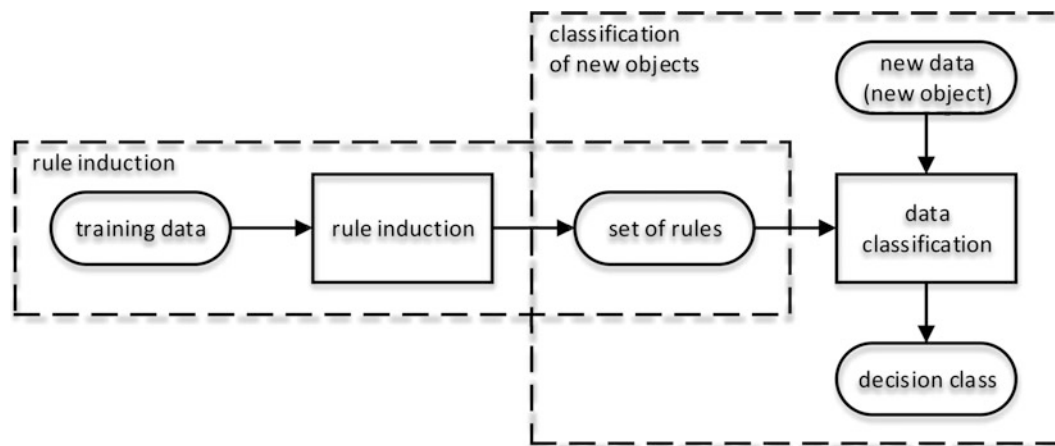 classification
of new objects
new data
(new object)
rule induction
training data
rule induction
set of rules
data
classification
decision class